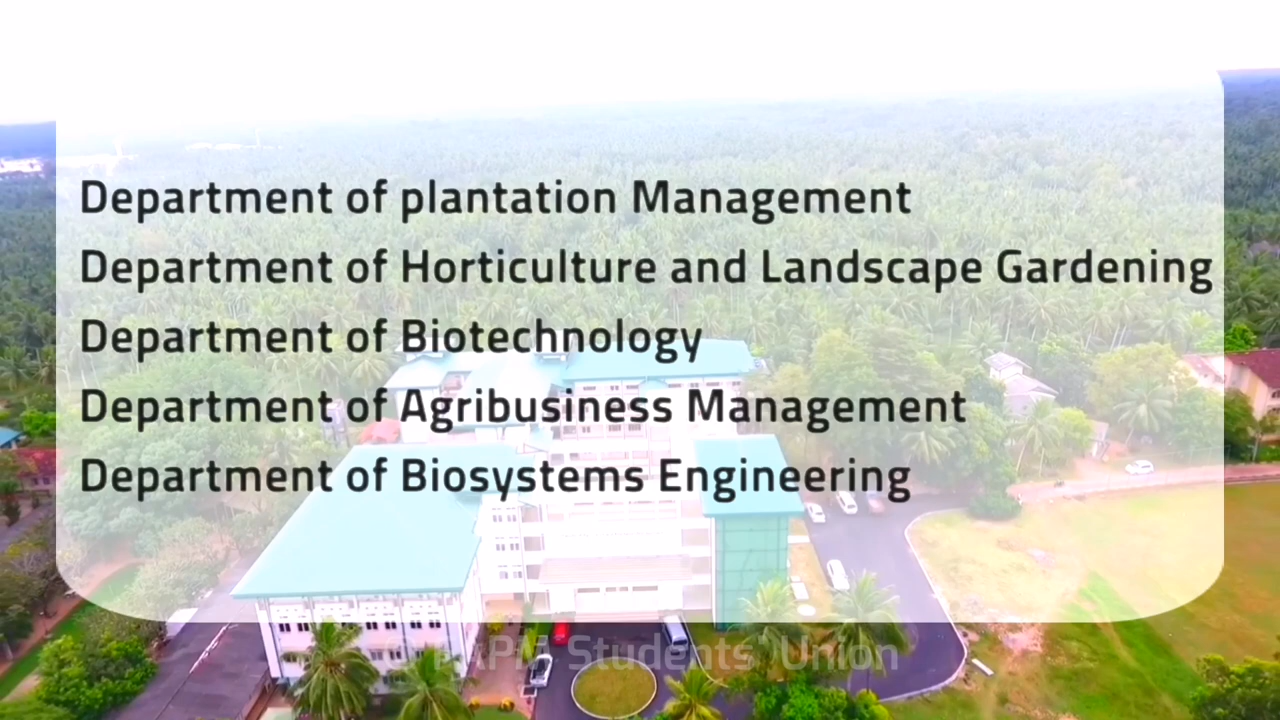 Department of plantation Management
Department of Horticulture and Landscape Gardening
Department of Biotechnology
Department of Agribusiness Management
Department of Biosystems Engineering
Students' Union